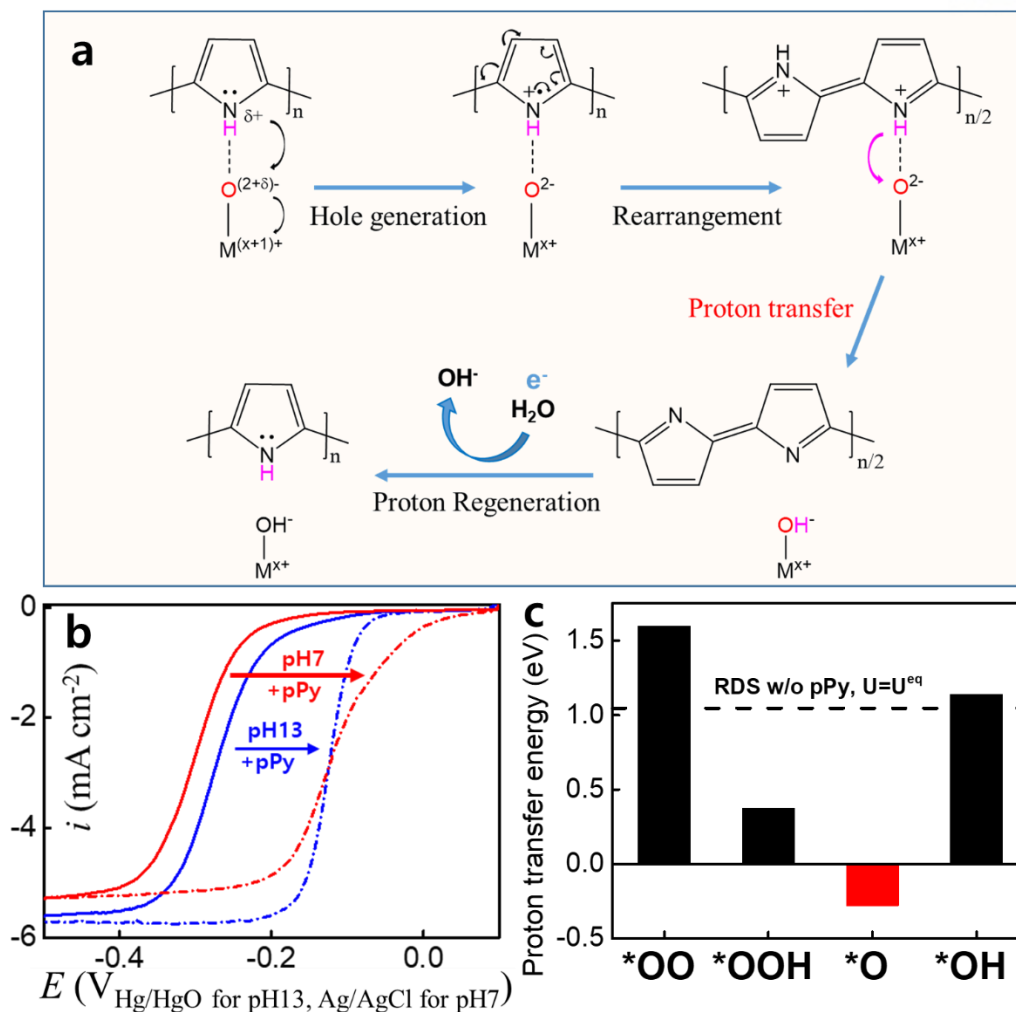 a
N
H
δ+
n
O(2+δ)-
M(x+1)+
Hole generation
+
N
H
O2-
Mx+
Rearrangement
H
N
+
N
+
H
n/2
O2-
Mx+
Proton transfer
N
H
n
OH-
Mx+
OH-
e-
H2O
Proton Regeneration
N
N
n/2
OH-
Mx+
b
0
-2
-4
-6
i (mA cm-2)
pH7
+pPy
pH13
+pPy
-0.4
-0.2
0.0
E (VHg/HgO for pH13, Ag/AgCl for pH7)
c
Proton transfer energy (eV)
1.5
1.0
0.5
0.0
-0.5
RDS w/o pPy, U=Ueq
*OO
*OOH
*O
*OH